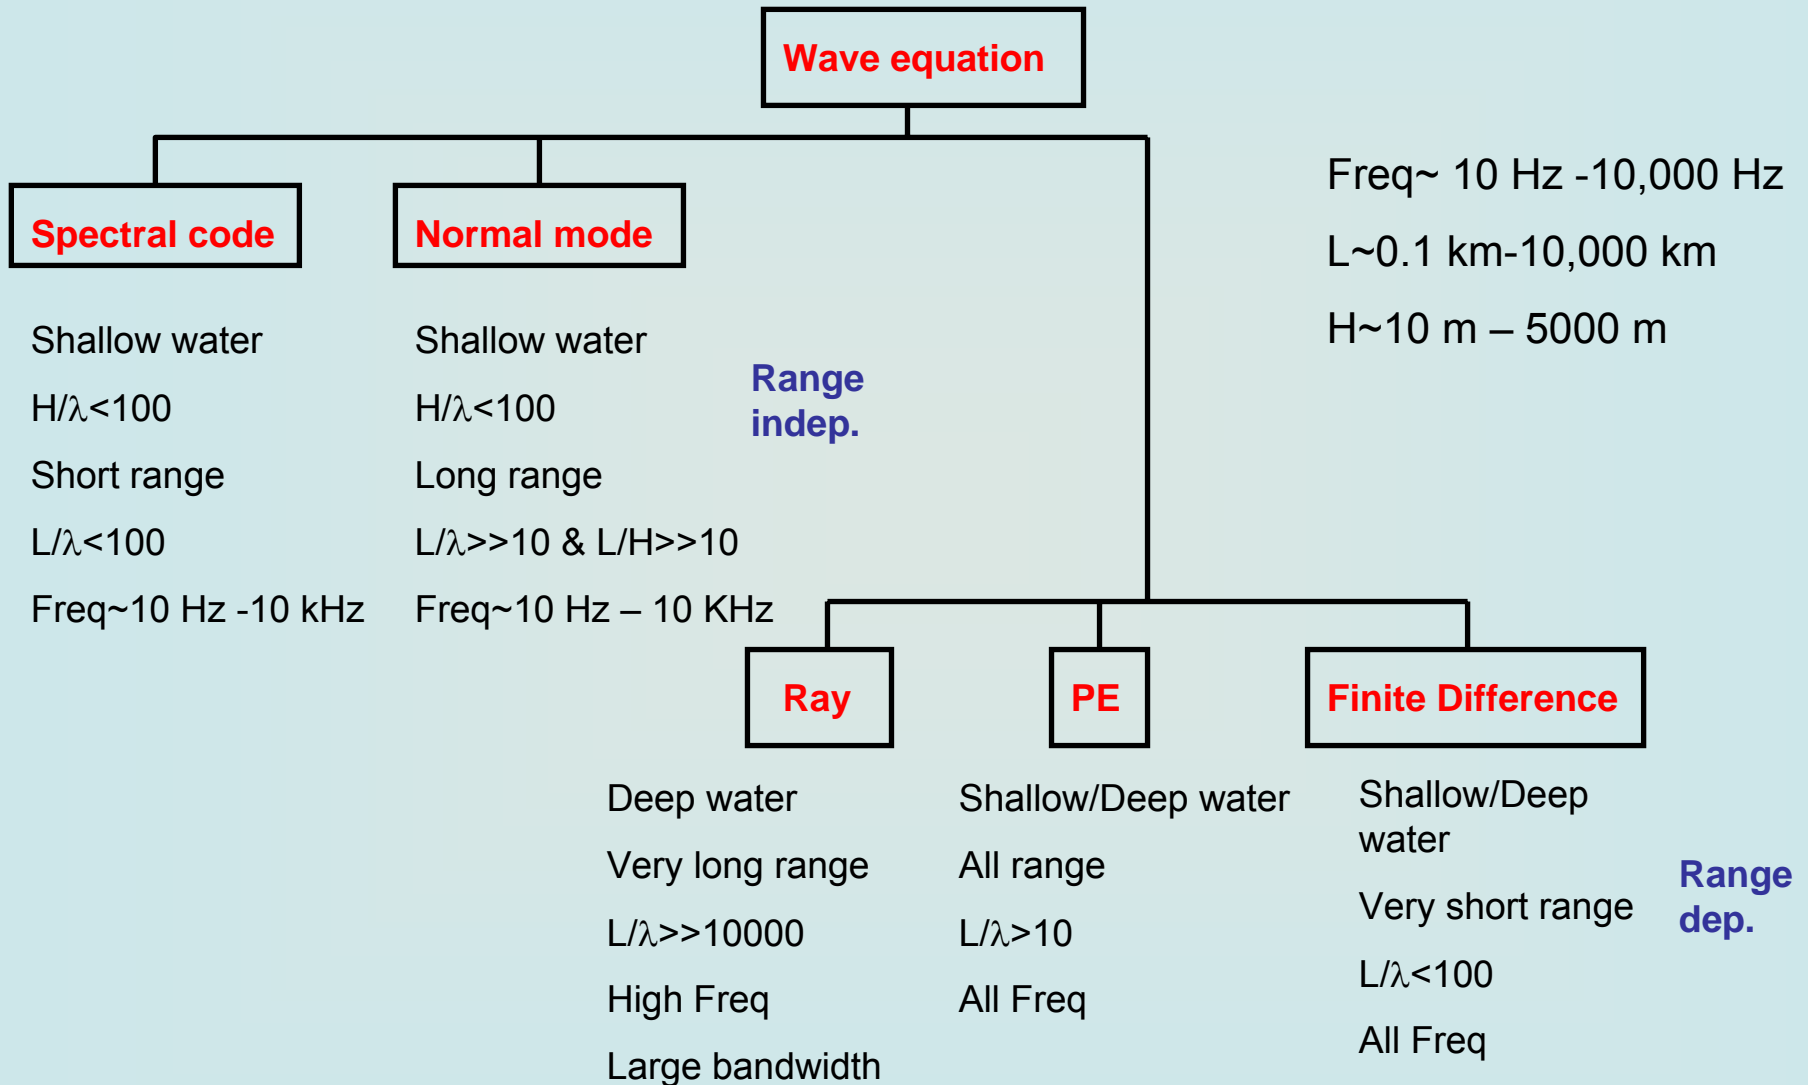 Wave equation
Spectral code
Shallow water
H/λ<100
Short range
L/λ<100
Freq~10 Hz -10 kHz
Normal mode
Shallow water
H/λ<100
Long range
L/λ>>10 & L/H>>10
Freq~10 Hz – 10 KHz
Range
indep.
Freq~ 10 Hz -10,000 Hz
L~0.1 km-10,000 km
H~10 m – 5000 m
Ray
Deep water
Very long range
L/λ>>10000
High Freq
Large bandwidth
PE
Shallow/Deep water
All range
L/λ>10
All Freq
Finite Difference
Shallow/Deep
water
Very short range
L/λ<100
All Freq
Range
dep.